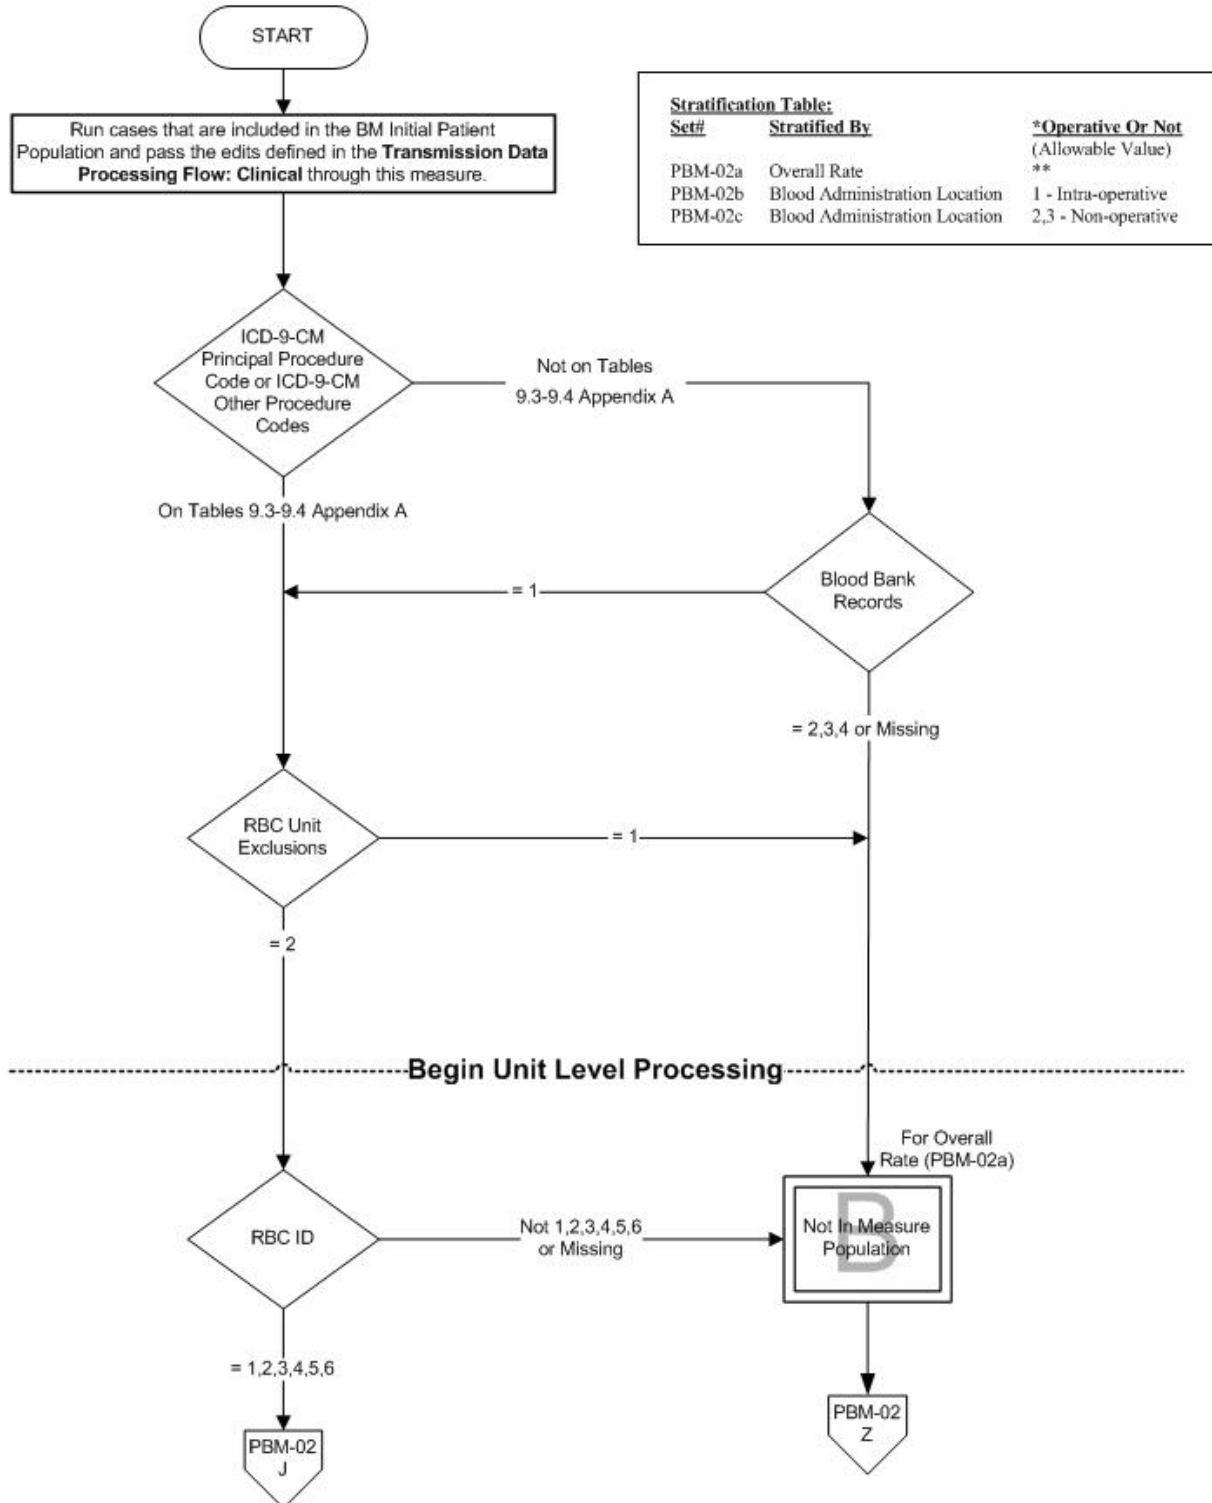 START
Run cases that are included in the BM Initial Patient
Population and pass the edits defined in the Transmission Data
Processing Flow: Clinical through this measure.
Stratification Table:
Set# Stratified By *Operative Or Not
(Allowable Value)
PBM-02a Overall Rate **
PBM-02b Blood Administration Location 1 - Intra-operative
PBM-02c Blood Administration Location 2,3 - Non-operative
ICD-9-CM
Principal Procedure
Code or ICD-9-CM
Other Procedure
Codes
Not on Tables
9.3-9.4 Appendix A
On Tables 9.3-9.4 Appendix A
Blood Bank
Records
= 1
= 2,3,4 or Missing
RBC Unit
Exclusions
= 1
= 2
Begin Unit Level Processing
For Overall
Rate (PBM-02a)
RBC ID
Not 1,2,3,4,5,6
or Missing
B
Not In Measure
Population
= 1,2,3,4,5,6
PBM-02
J
PBM-02
Z